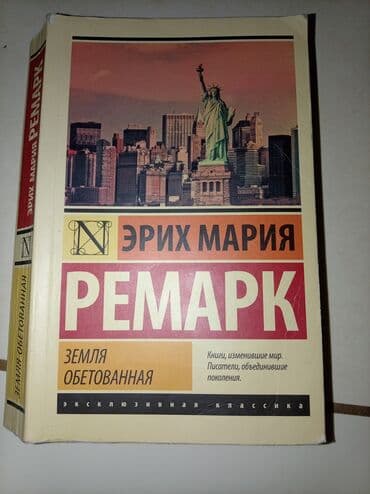 ЭРИХ МАРИЯ РЕМАРК
N
ЗЕМЛЯ ОБЕТОВАННАЯ
N
ЭРИХ МАРИЯ
РЕМАРК
ЗЕМЛЯ
ОБЕТОВАННАЯ
Книги, изменившие мир.
Писатели, объединившие
поколения.
эксклюзивная классика